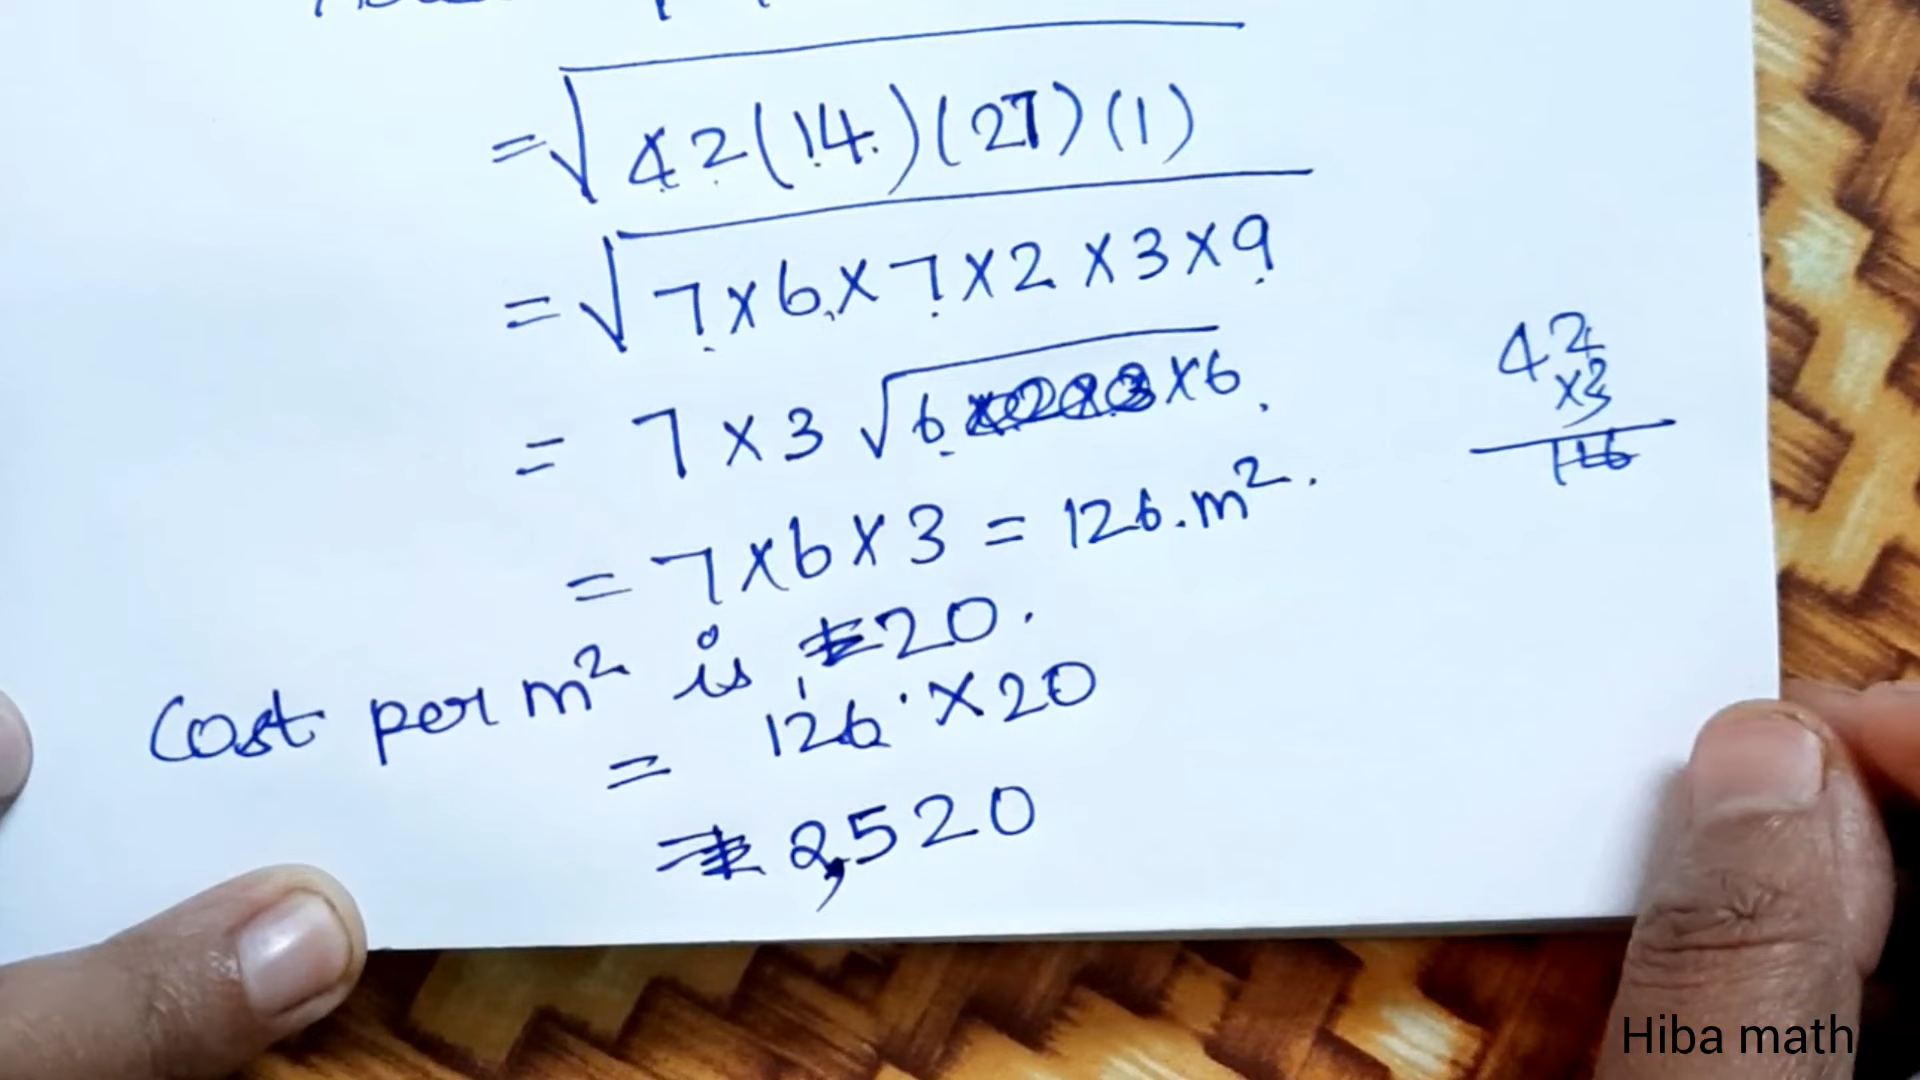 = √42(14)(27)(1)
= √7×6×7×2×3×9
= 7×3 √6 ×6.
= 7×6×3 = 126.m².
42
×3
126
Cost per m² is ₹20.
= 126 × 20
= ₹ 2,520
Hiba math